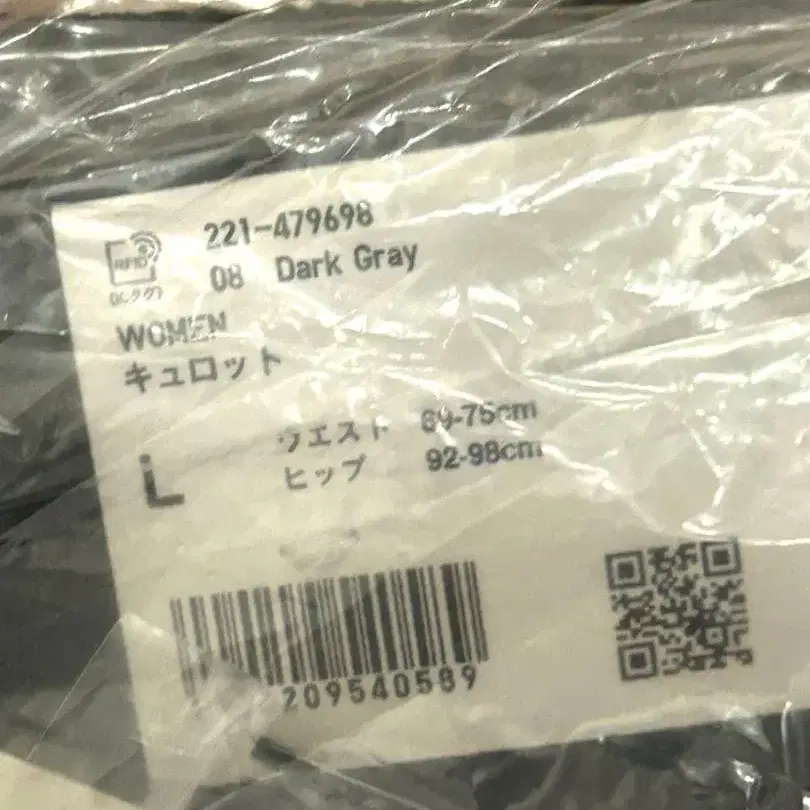 221-479698
RFID
08 Dark Gray
(ICタグ)
WOMEN
キュロット
ウエスト 69-75cm
L
ヒップ 92-98cm
209540589